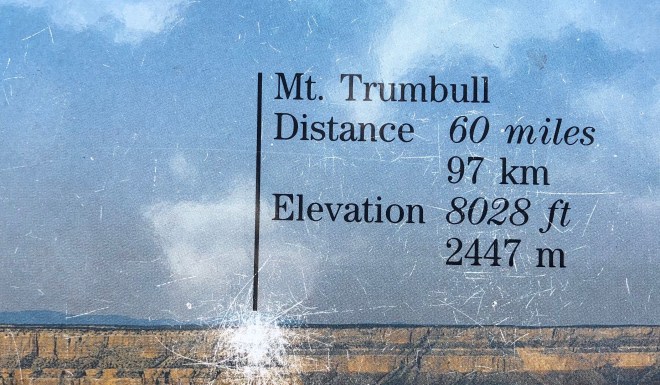 Mt. Trumbull
Distance 60 miles
97 km
Elevation 8028 ft
2447 m